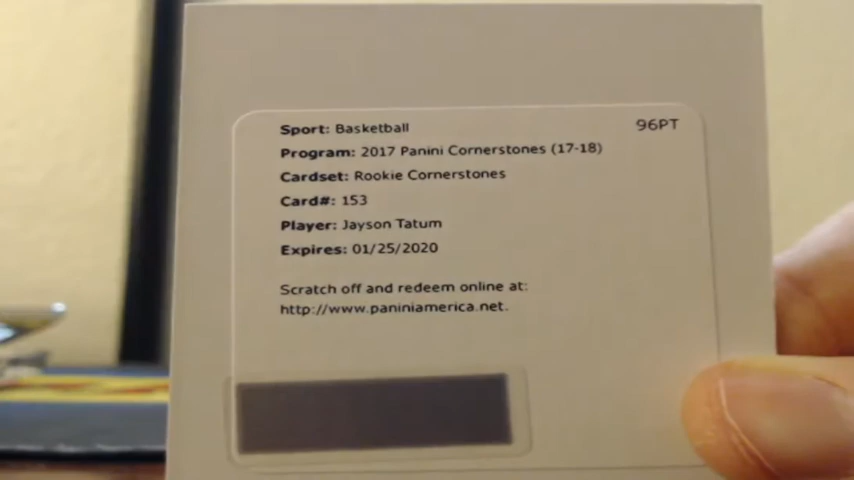 Sport: Basketball 96PT
Program: 2017 Panini Cornerstones (17-18)
Cardset: Rookie Cornerstones
Card#: 153
Player: Jayson Tatum
Expires: 01/25/2020
Scratch off and redeem online at:
http://www.paniniamerica.net.